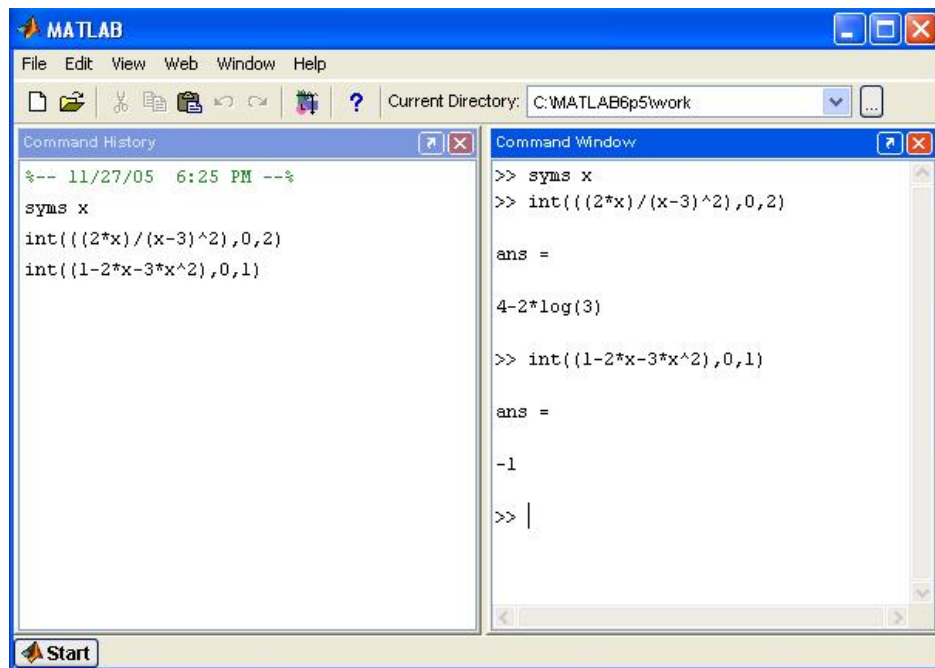 MATLAB
File Edit View Web Window Help
? Current Directory: C:\MATLAB6p5\work ...
Command History
%-- 11/27/05 6:25 PM --%
syms x
int(((2*x)/(x-3)^2),0,2)
int((1-2*x-3*x^2),0,1)
Command Window
>> syms x
>> int(((2*x)/(x-3)^2),0,2)
ans =
4-2*log(3)
>> int((1-2*x-3*x^2),0,1)
ans =
-1
>>
Start